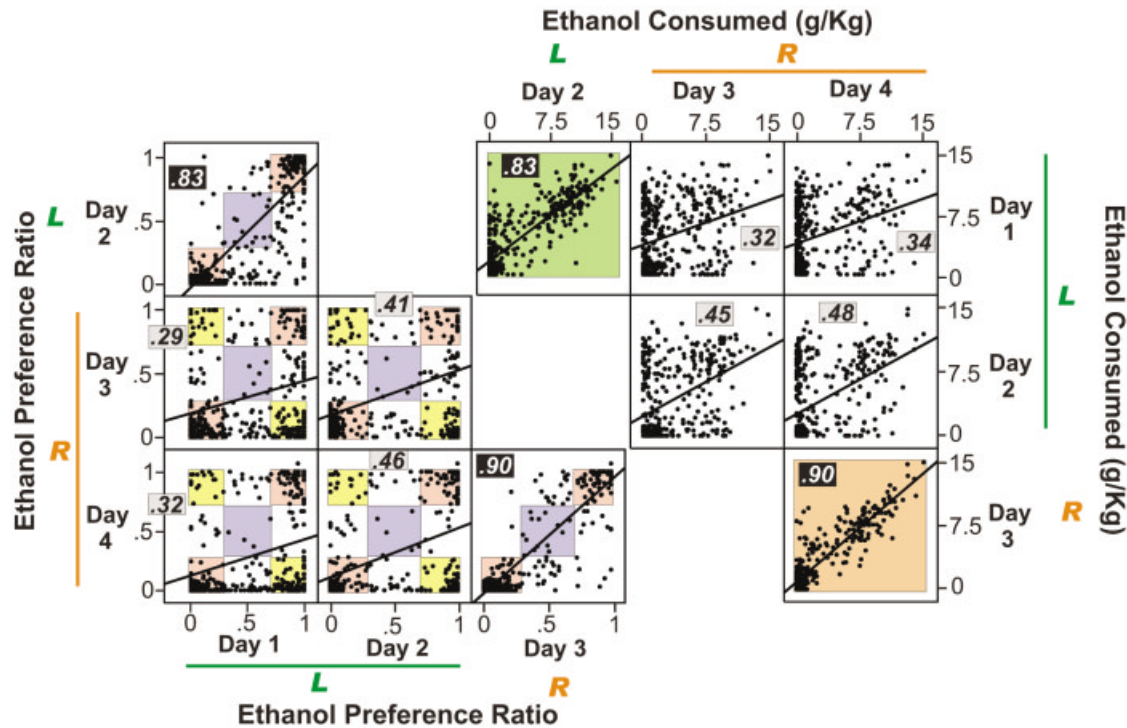 Ethanol Consumed (g/Kg)
L R
Day 2 Day 3 Day 4
0 7.5 15 0 7.5 15 0 7.5 15
Ethanol Preference Ratio
L
R
Day 2
1
.5
0
.83
.83
.32
.34
15
7.5
0
Day 1
L
Day 3
1
.5
0
.29
.41
.45
.48
15
7.5
0
Day 2
Day 4
1
.5
0
.32
.46
.90
.90
15
7.5
0
Day 3
R
Ethanol Consumed (g/Kg)
0 .5 1 0 .5 1 0 .5 1
Day 1 Day 2 Day 3
L R
Ethanol Preference Ratio